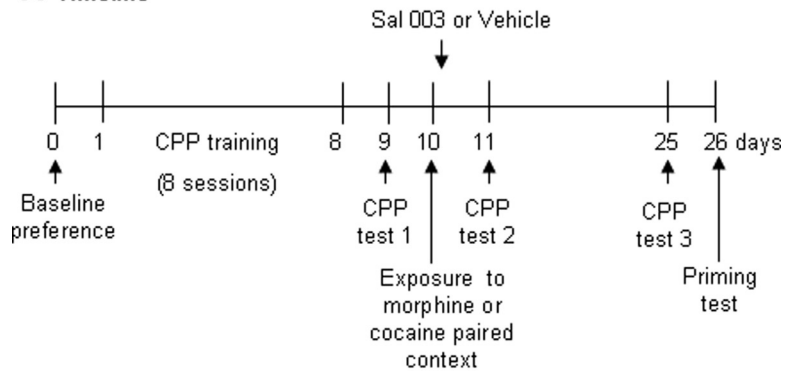 Sal 003 or Vehicle
0 1 CPP training 8 9 10 11 25 26 days
(8 sessions)
Baseline
preference
CPP
test 1
CPP
test 2
CPP
test 3
Exposure to
morphine or
cocaine paired
context
Priming
test